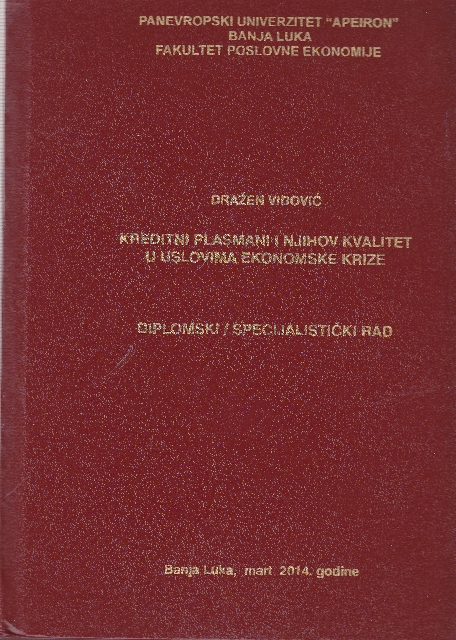 PANEVROPSKI UNIVERZITET "APEIRON"
BANJA LUKA
FAKULTET POSLOVNE EKONOMIJE
DRAŽEN VIDOVIĆ
KREDITNI PLASMANI I NJIHOV KVALITET
U USLOVIMA EKONOMSKE KRIZE
DIPLOMSKI / SPECIJALISTIČKI RAD
Banja Luka, mart 2014. godine